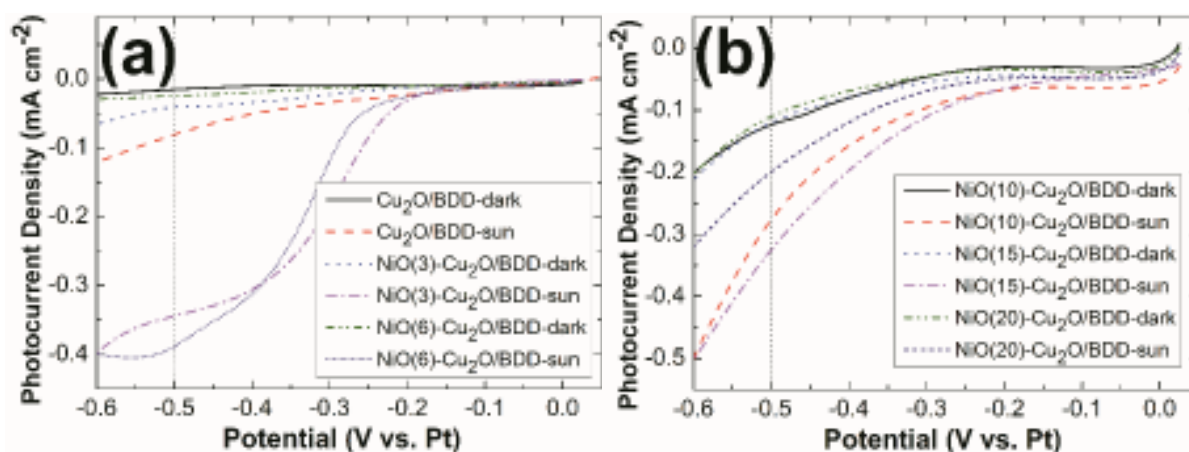 (a)
Photocurrent Density (mA cm⁻²)
0.0
-0.1
-0.2
-0.3
-0.4
-0.6 -0.5 -0.4 -0.3 -0.2 -0.1 0.0
Potential (V vs. Pt)
Cu₂O/BDD-dark
Cu₂O/BDD-sun
NiO(3)-Cu₂O/BDD-dark
NiO(3)-Cu₂O/BDD-sun
NiO(6)-Cu₂O/BDD-dark
NiO(6)-Cu₂O/BDD-sun
(b)
Photocurrent Density (mA cm⁻²)
0.0
-0.1
-0.2
-0.3
-0.4
-0.5
-0.6 -0.5 -0.4 -0.3 -0.2 -0.1 0.0
Potential (V vs. Pt)
NiO(10)-Cu₂O/BDD-dark
NiO(10)-Cu₂O/BDD-sun
NiO(15)-Cu₂O/BDD-dark
NiO(15)-Cu₂O/BDD-sun
NiO(20)-Cu₂O/BDD-dark
NiO(20)-Cu₂O/BDD-sun